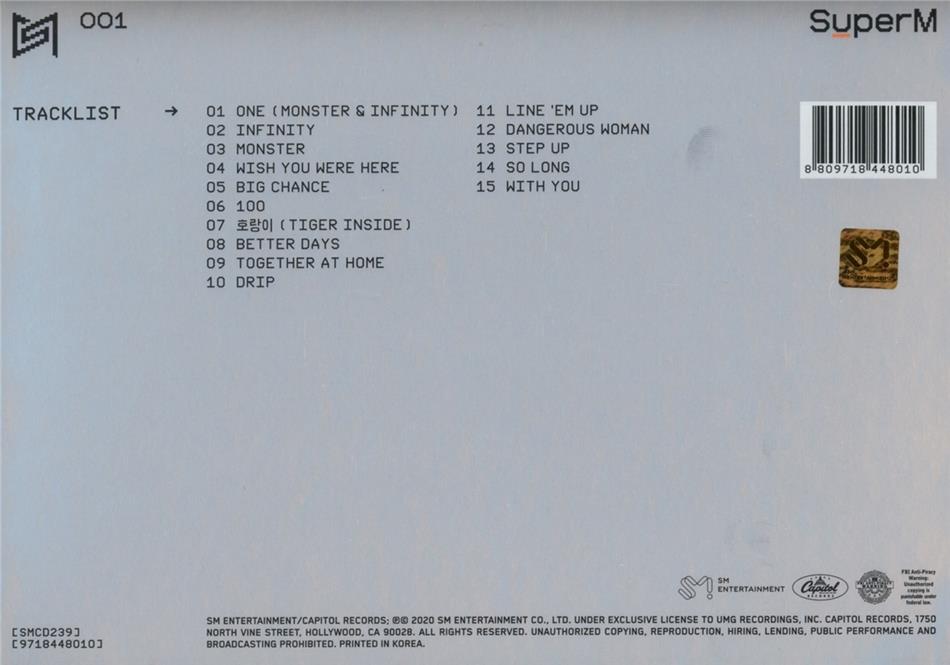 001
SuperM
TRACKLIST →
01 ONE (MONSTER & INFINITY)
02 INFINITY
03 MONSTER
04 WISH YOU WERE HERE
05 BIG CHANCE
06 100
07 호랑이 (TIGER INSIDE)
08 BETTER DAYS
09 TOGETHER AT HOME
10 DRIP
11 LINE 'EM UP
12 DANGEROUS WOMAN
13 STEP UP
14 SO LONG
15 WITH YOU
8 809718 448010
SM
ENTERTAINMENT
Capitol
RECORDS
FBI Anti-Piracy
Warning:
Unauthorized
copying is
punishable under
federal law.
[SMCD239]
[9718448010]
SM ENTERTAINMENT/CAPITOL RECORDS; ℗© 2020 SM ENTERTAINMENT CO., LTD. UNDER EXCLUSIVE LICENSE TO UMG RECORDINGS, INC. CAPITOL RECORDS, 1750
NORTH VINE STREET, HOLLYWOOD, CA 90028. ALL RIGHTS RESERVED. UNAUTHORIZED COPYING, REPRODUCTION, HIRING, LENDING, PUBLIC PERFORMANCE AND
BROADCASTING PROHIBITED. PRINTED IN KOREA.